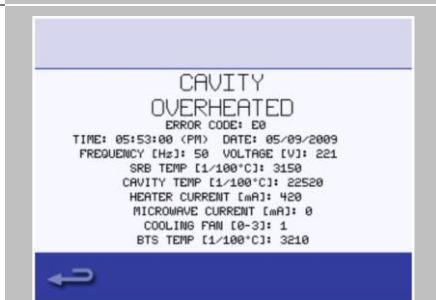 CAVITY
OVERHEATED
ERROR CODE: E0
TIME: 05:53:00 (PM) DATE: 05/09/2009
FREQUENCY [Hz]: 50 VOLTAGE [V]: 221
SRB TEMP [1/100°C]: 3150
CAVITY TEMP [1/100°C]: 22520
HEATER CURRENT [mA]: 420
MICROWAVE CURRENT [mA]: 0
COOLING FAN [0-3]: 1
BTS TEMP [1/100°C]: 3210